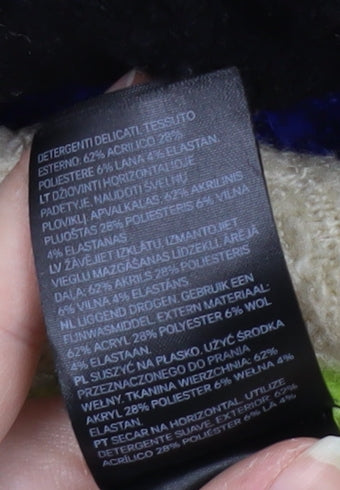 DETERGENTI DELICATI. TESSUTO
ESTERNO: 62% ACRILICO 28%
POLIESTERE 6% LANA 4% ELASTAN.
LT DŽIOVINTI HORIZONTALIOJE
PADĖTYJE. NAUDOTI ŠVELNŲ
PLOVIKLĮ. APVALKALAS: 62% AKRILINIS
PLUOŠTAS 28% POLIESTERIS 6% VILNA
4% ELASTANAS.
LV ŽĀVĒJIET IZKLĀTU. IZMANTOJIET
VIEGLU MAZGĀŠANAS LĪDZEKLI. ĀRĒJĀ
DAĻA: 62% AKRILS 28% POLIESTERIS
6% VILNA 4% ELASTĀNS.
NL LIGGEND DROGEN. GEBRUIK EEN
FIJNWASMIDDEL. EXTERN MATERIAAL:
62% ACRYL 28% POLYESTER 6% WOL
4% ELASTAAN.
PL SUSZYĆ NA PŁASKO. UŻYĆ ŚRODKA
PRZEZNACZONEGO DO PRANIA
WEŁNY. TKANINA WIERZCHNIA: 62%
AKRYL 28% POLYESTER 6% WEŁNA 4%
ELASTAN.
PT SECAR NA HORIZONTAL. UTILIZE
DETERGENTE SUAVE. EXTERIOR: 62%
ACRÍLICO 28% POLIÉSTER 6% LÃ 4%